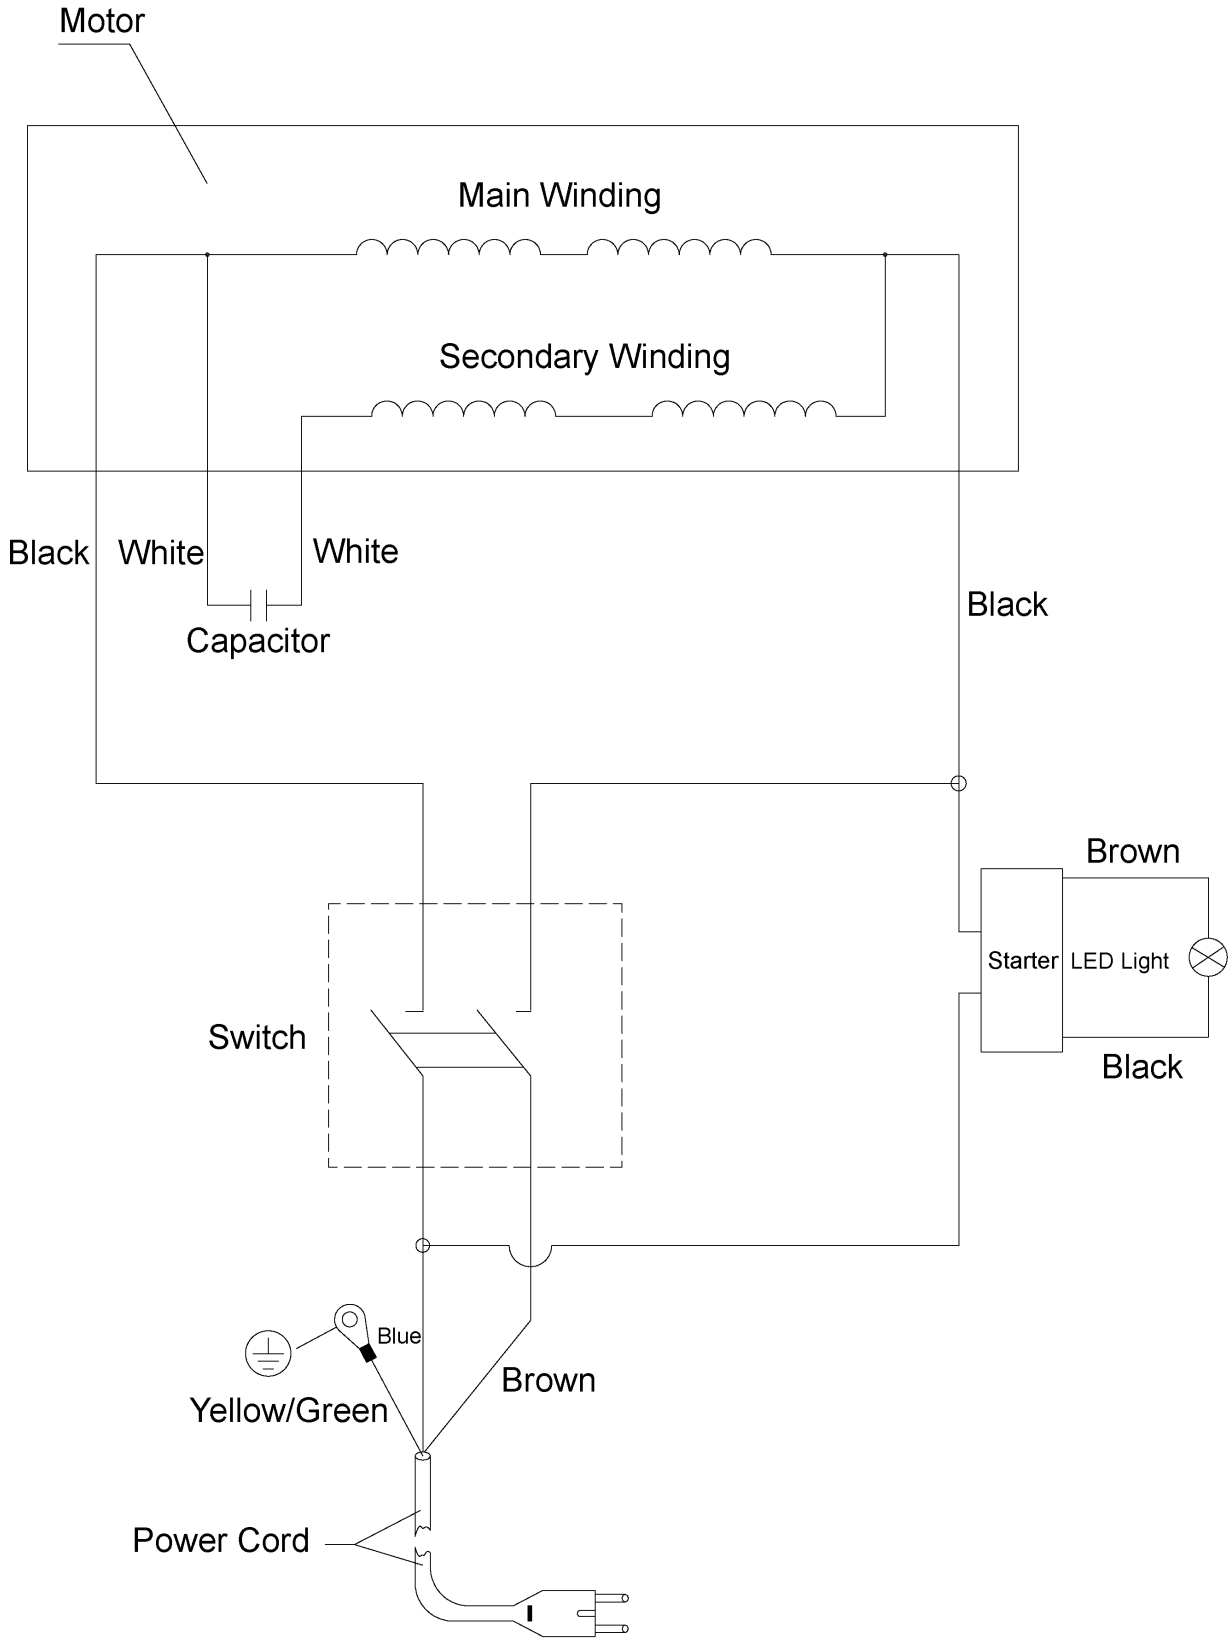 Motor
Main Winding
Secondary Winding
Black
White
White
Capacitor
Black
Brown
Starter
LED Light
Switch
Black
Blue
Brown
Yellow/Green
Power Cord